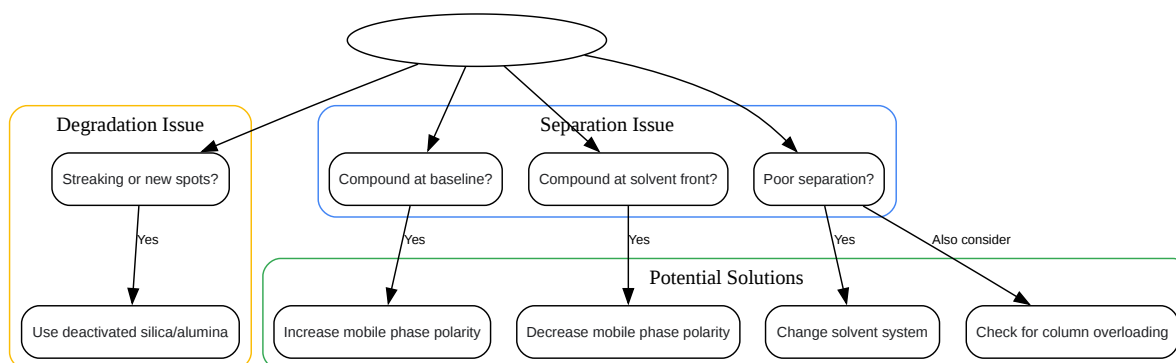 Degradation Issue
Separation Issue
Streaking or new spots?
Compound at baseline?
Compound at solvent front?
Poor separation?
Yes
Yes
Yes
Yes
Also consider
Potential Solutions
Use deactivated silica/alumina
Increase mobile phase polarity
Decrease mobile phase polarity
Change solvent system
Check for column overloading